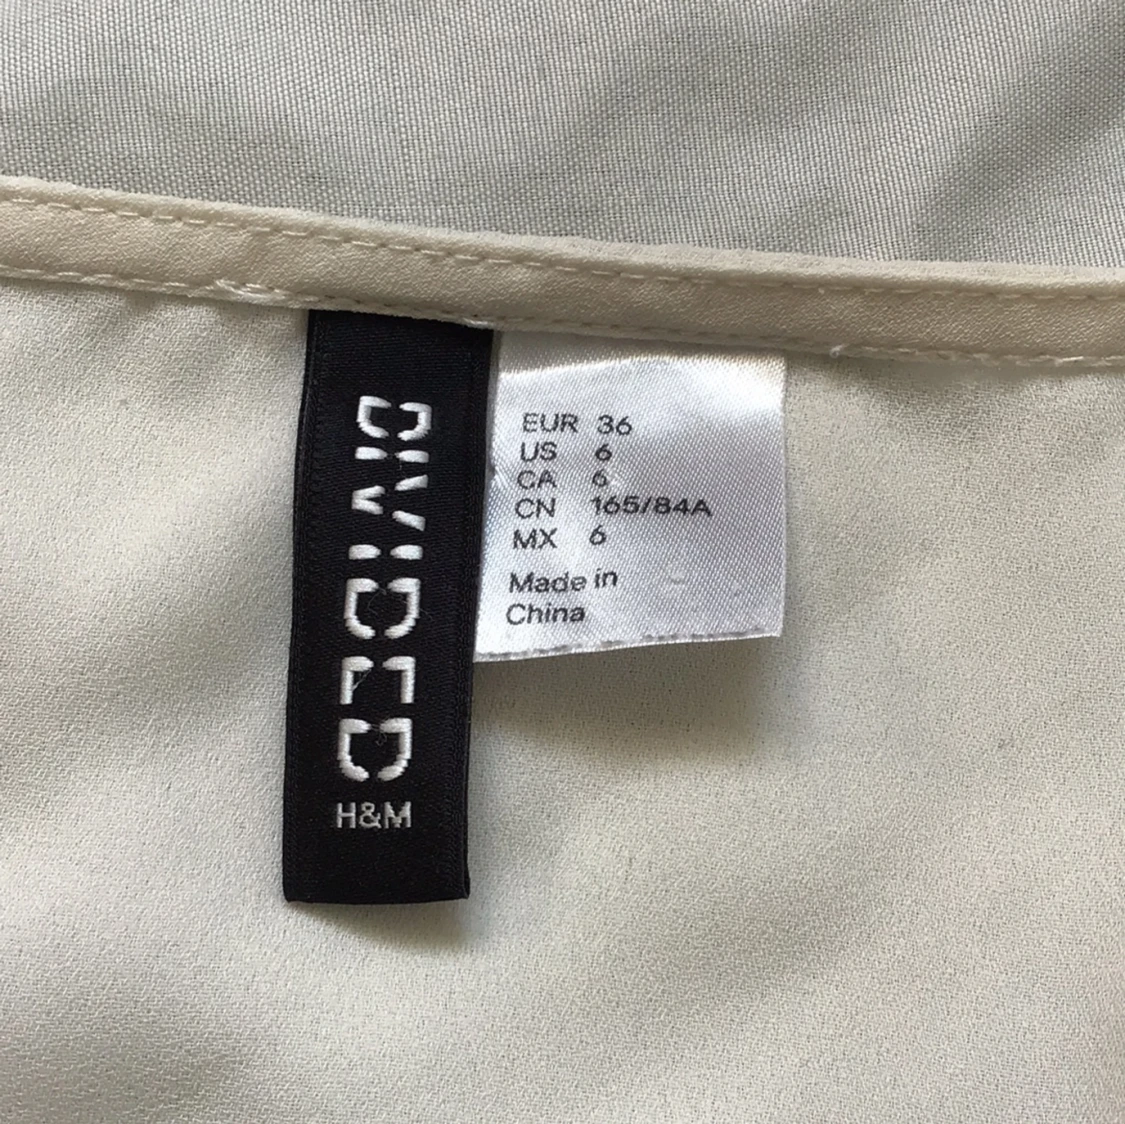 DIVIDED
H&M
EUR 36
US 6
CA 6
CN 165/84A
MX 6
Made in
China